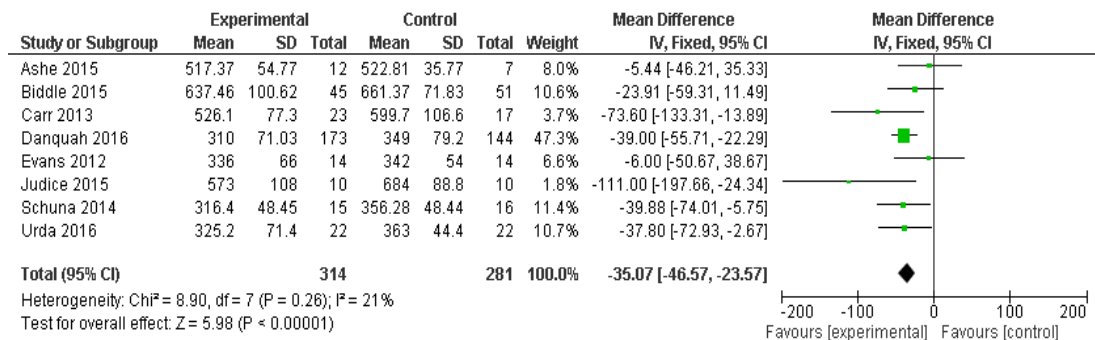 Experimental Control Mean Difference Mean Difference
Study or Subgroup Mean SD Total Mean SD Total Weight IV, Fixed, 95% CI IV, Fixed, 95% CI
Ashe 2015 517.37 54.77 12 522.81 35.77 7 8.0% -5.44 [-46.21, 35.33]
Biddle 2015 637.46 100.62 45 661.37 71.83 51 10.6% -23.91 [-59.31, 11.49]
Carr 2013 526.1 77.3 23 599.7 106.6 17 3.7% -73.60 [-133.31, -13.89]
Danquah 2016 310 71.03 173 349 79.2 144 47.3% -39.00 [-55.71, -22.29]
Evans 2012 336 66 14 342 54 14 6.6% -6.00 [-50.67, 38.67]
Judice 2015 573 108 10 684 88.8 10 1.8% -111.00 [-197.66, -24.34]
Schuna 2014 316.4 48.45 15 356.28 48.44 16 11.4% -39.88 [-74.01, -5.75]
Urda 2016 325.2 71.4 22 363 44.4 22 10.7% -37.80 [-72.93, -2.67]
Total (95% CI) 314 281 100.0% -35.07 [-46.57, -23.57]
Heterogeneity: Chi² = 8.90, df = 7 (P = 0.26); I² = 21%
Test for overall effect: Z = 5.98 (P < 0.00001)
-200 -100 0 100 200
Favours [experimental] Favours [control]